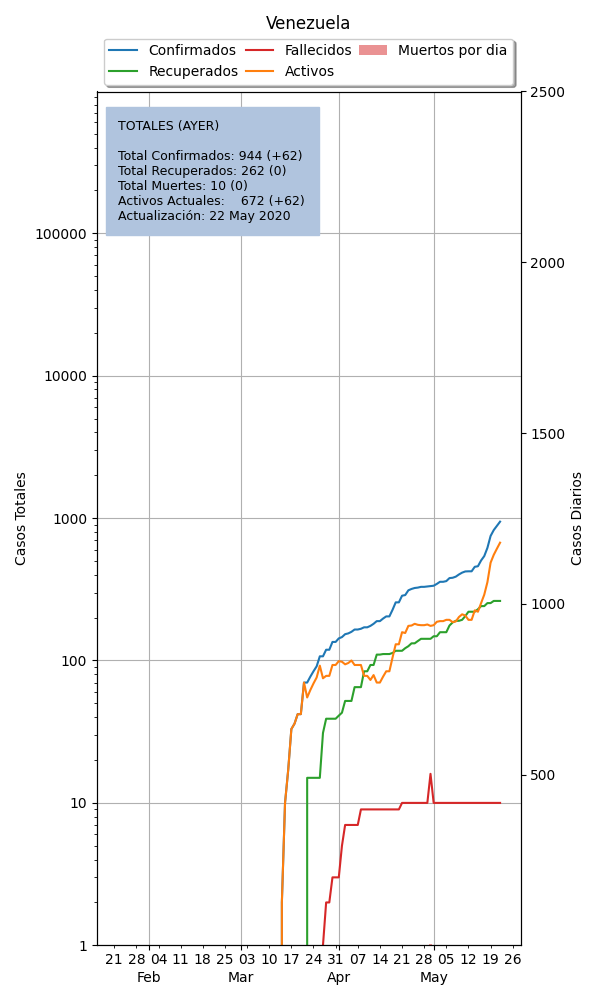 Venezuela
Confirmados
Recuperados
Fallecidos
Activos
Muertos por dia
TOTALES (AYER)
Total Confirmados: 944 (+62)
Total Recuperados: 262 (0)
Total Muertes: 10 (0)
Activos Actuales: 672 (+62)
Actualización: 22 May 2020
Casos Totales
100000
10000
1000
100
10
1
Casos Diarios
2500
2000
1500
1000
500
21 28 04 11 18 25 03 10 17 24 31 07 14 21 28 05 12 19 26
Feb Mar Apr May